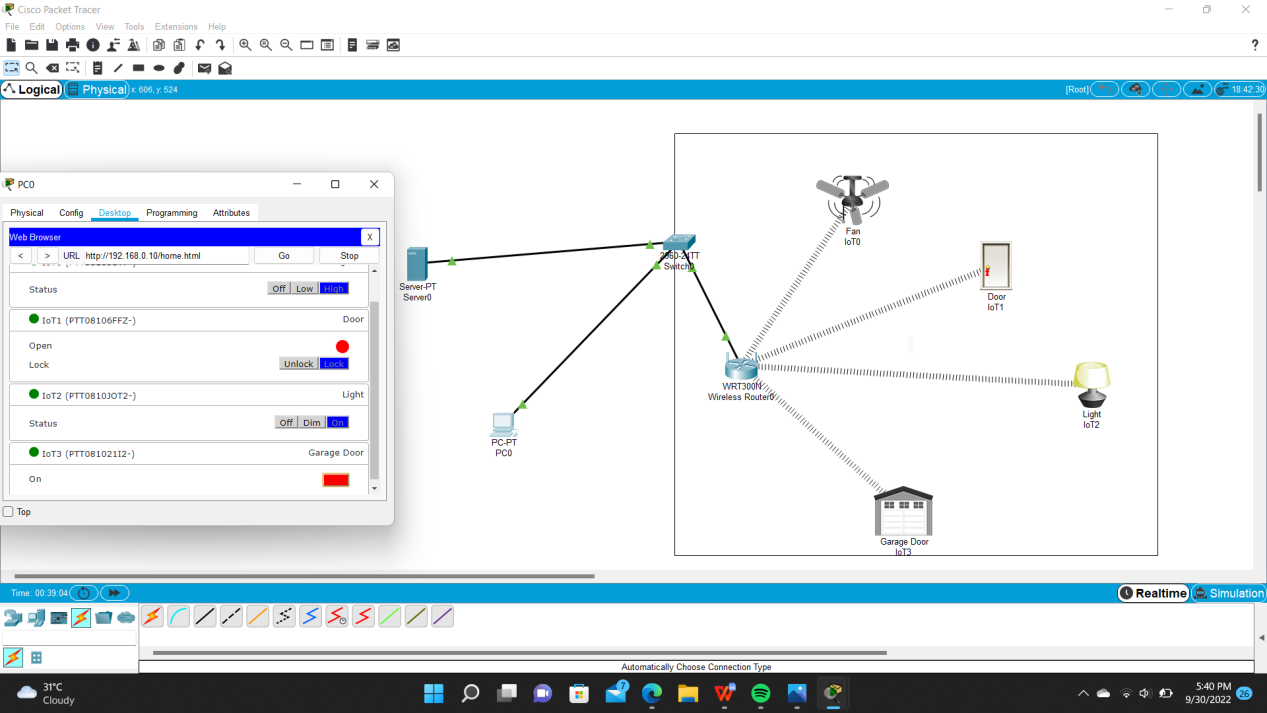 Cisco Packet Tracer
File Edit Options View Tools Extensions Help
?
Logical Physical x: 606, y: 524
[Root] 18:42:30
PC0
Physical Config Desktop Programming Attributes
Web Browser X
< > URL http://192.168.0.10/home.html Go Stop
Status Off Low High
IoT1 (PTT08106FFZ-) Door
Open
Lock Unlock Lock
IoT2 (PTT0810JOT2-) Light
Status Off Dim On
IoT3 (PTT081021I2-) Garage Door
On
Top
Server-PT
Server0
2960-24TT
Switch0
PC-PT
PC0
WRT300N
Wireless Router0
Fan
IoT0
Door
IoT1
Light
IoT2
Garage Door
IoT3
Time: 00:39:04
Realtime Simulation
Automatically Choose Connection Type
31°C
Cloudy
7
5:40 PM
9/30/2022
26